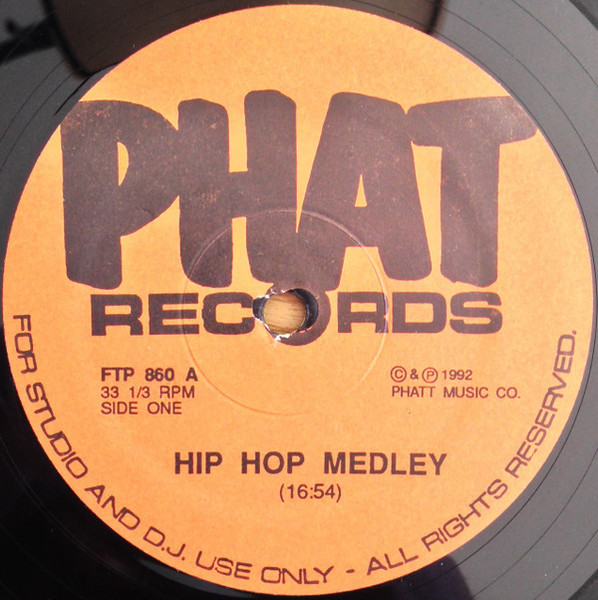 PHAT
RECORDS
FTP 860 A
33 1/3 RPM
SIDE ONE
© & ℗ 1992
PHATT MUSIC CO.
HIP HOP MEDLEY
(16:54)
FOR STUDIO AND D.J. USE ONLY - ALL RIGHTS RESERVED.